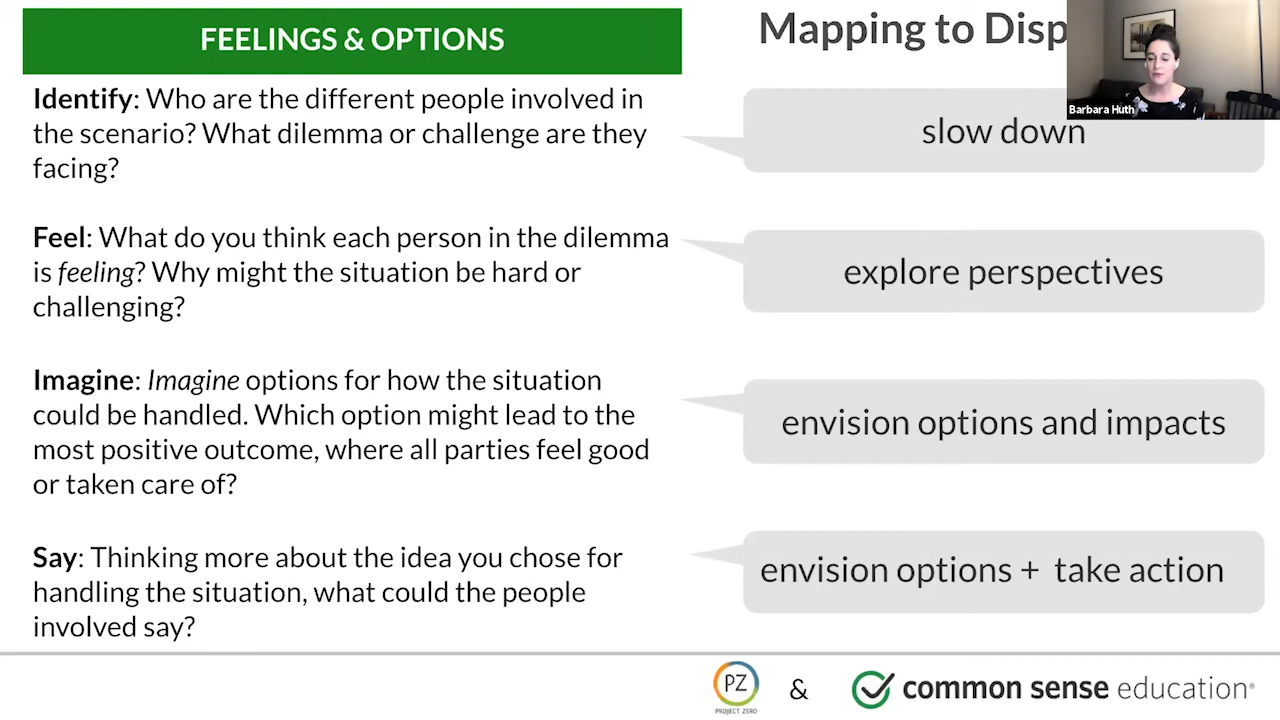 FEELINGS & OPTIONS
Identify: Who are the different people involved in
the scenario? What dilemma or challenge are they
facing?
Feel: What do you think each person in the dilemma
is feeling? Why might the situation be hard or
challenging?
Imagine: Imagine options for how the situation
could be handled. Which option might lead to the
most positive outcome, where all parties feel good
or taken care of?
Say: Thinking more about the idea you chose for
handling the situation, what could the people
involved say?
Mapping to Disp
Barbara Huth
slow down
explore perspectives
envision options and impacts
envision options + take action
PZ
PROJECT ZERO
&
common sense education®